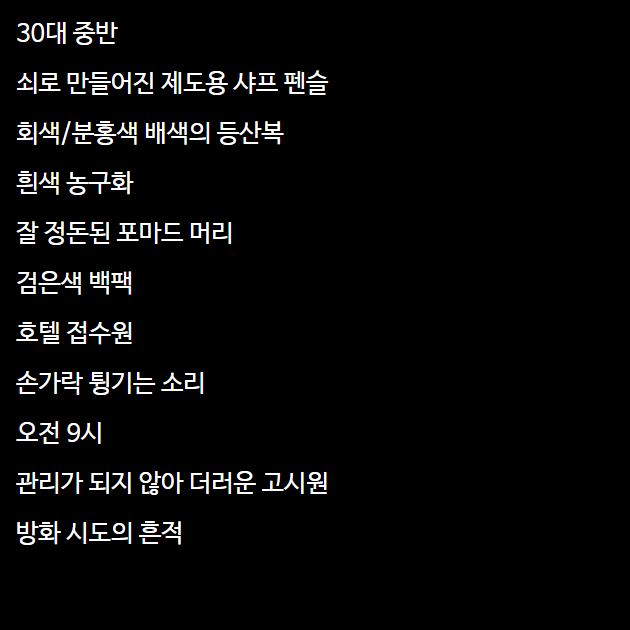 30대 중반
쇠로 만들어진 제도용 샤프 펜슬
회색/분홍색 배색의 등산복
흰색 농구화
잘 정돈된 포마드 머리
검은색 백팩
호텔 접수원
손가락 튕기는 소리
오전 9시
관리가 되지 않아 더러운 고시원
방화 시도의 흔적